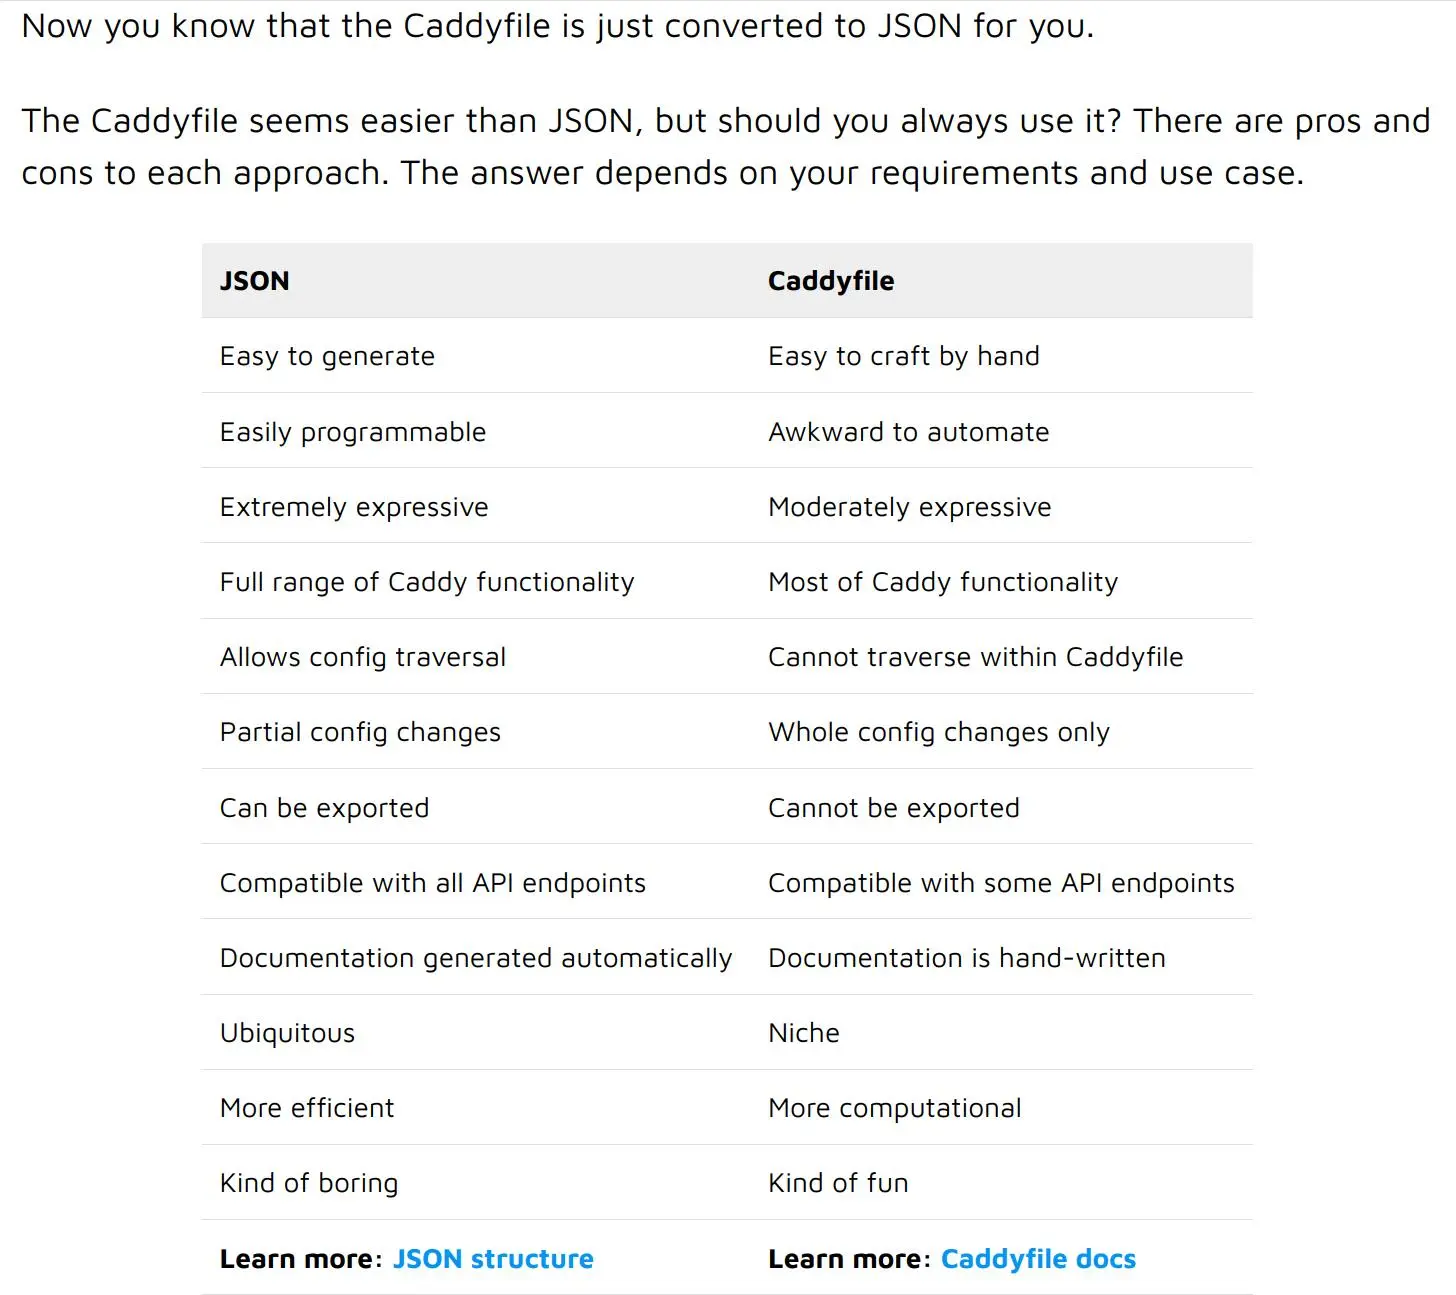 Now you know that the Caddyfile is just converted to JSON for you.
The Caddyfile seems easier than JSON, but should you always use it? There are pros and
cons to each approach. The answer depends on your requirements and use case.
JSON Caddyfile
Easy to generate Easy to craft by hand
Easily programmable Awkward to automate
Extremely expressive Moderately expressive
Full range of Caddy functionality Most of Caddy functionality
Allows config traversal Cannot traverse within Caddyfile
Partial config changes Whole config changes only
Can be exported Cannot be exported
Compatible with all API endpoints Compatible with some API endpoints
Documentation generated automatically Documentation is hand-written
Ubiquitous Niche
More efficient More computational
Kind of boring Kind of fun
Learn more: JSON structure Learn more: Caddyfile docs